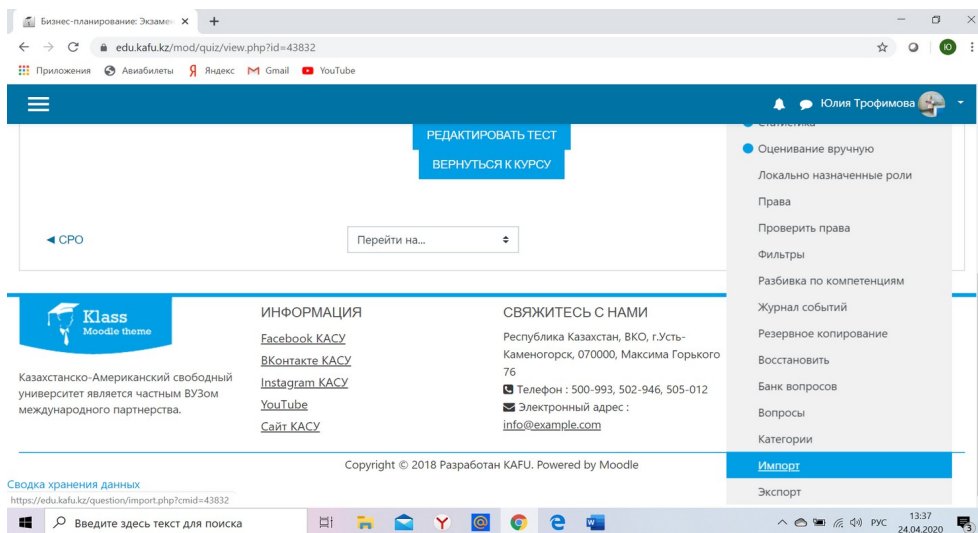 Бизнес-планирование: Экзамен
edu.kafu.kz/mod/quiz/view.php?id=43832
Ю
Приложения Авиабилеты Яндекс Gmail YouTube
Юлия Трофимова
РЕДАКТИРОВАТЬ ТЕСТ
ВЕРНУТЬСЯ К КУРСУ
◄ СРО
Перейти на...
Статистика
Оценивание вручную
Локально назначенные роли
Права
Проверить права
Фильтры
Разбивка по компетенциям
Журнал событий
Резервное копирование
Восстановить
Банк вопросов
Вопросы
Категории
Импорт
Экспорт
Klass
Moodle theme
Казахстанско-Американский свободный
университет является частным ВУЗом
международного партнерства.
ИНФОРМАЦИЯ
Facebook КАСУ
ВКонтакте КАСУ
Instagram КАСУ
YouTube
Сайт КАСУ
СВЯЖИТЕСЬ С НАМИ
Республика Казахстан, ВКО, г.Усть-
Каменогорск, 070000, Максима Горького
76
Телефон : 500-993, 502-946, 505-012
Электронный адрес :
info@example.com
Copyright © 2018 Разработан KAFU. Powered by Moodle
Сводка хранения данных
https://edu.kafu.kz/question/import.php?cmid=43832
Введите здесь текст для поиска
РУС
13:37
24.04.2020
3